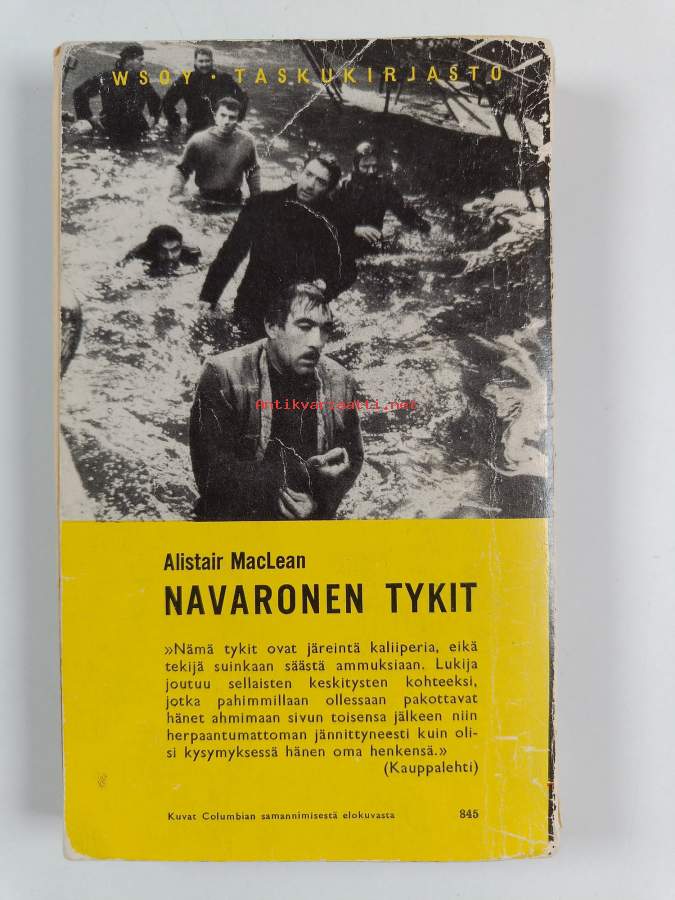 WSOY · TASKUKIRJASTO
Antikvariaatti.net
Alistair MacLean
NAVARONEN TYKIT
»Nämä tykit ovat järeintä kaliiperia, eikä
tekijä suinkaan säästä ammuksiaan. Lukija
joutuu sellaisten keskitysten kohteeksi,
jotka pahimmillaan ollessaan pakottavat
hänet ahmimaan sivun toisensa jälkeen niin
herpaantumattoman jännittyneesti kuin oli-
si kysymyksessä hänen oma henkensä.»
(Kauppalehti)
Kuvat Columbian samannimisestä elokuvasta 845